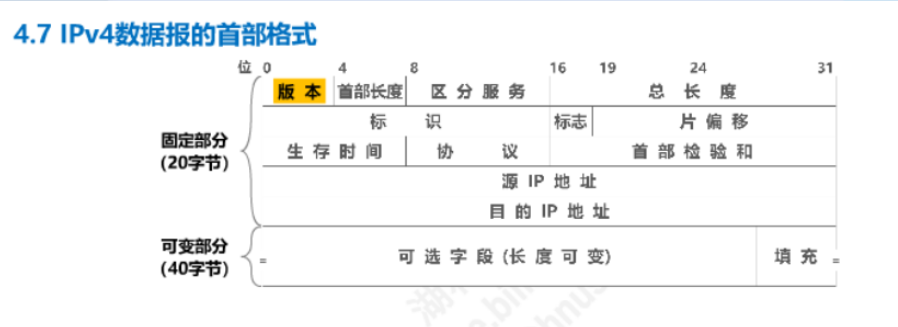 4.7 IPv4数据报的首部格式
位 0 4 8 16 19 24 31
版本 首部长度 区分服务 总长度
标识 标志 片偏移
固定部分
(20字节)
生存时间 协议 首部检验和
源 IP 地址
目的 IP 地址
可变部分
(40字节)
可选字段(长度可变) 填充